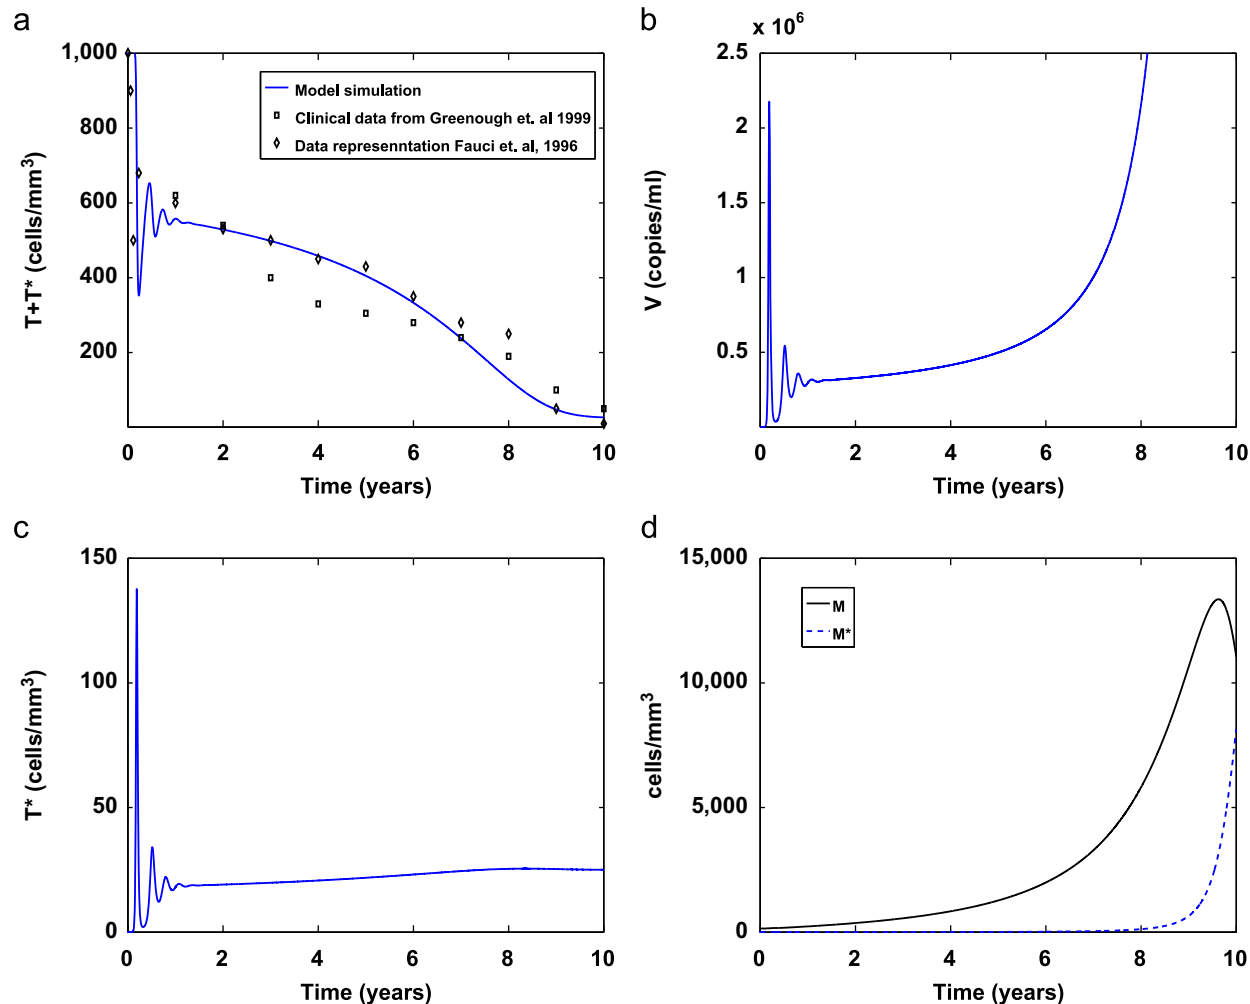 a
1,000
800
600
400
200
T+T* (cells/mm³)
Model simulation
Clinical data from Greenough et. al 1999
Data represenntation Fauci et. al, 1996
0 2 4 6 8 10
Time (years)
b
x 10⁶
2.5
2
1.5
1
0.5
0
V (copies/ml)
0 2 4 6 8 10
Time (years)
c
150
100
50
0
T* (cells/mm³)
0 2 4 6 8 10
Time (years)
d
15,000
10,000
5,000
0
cells/mm³
M
M*
0 2 4 6 8 10
Time (years)